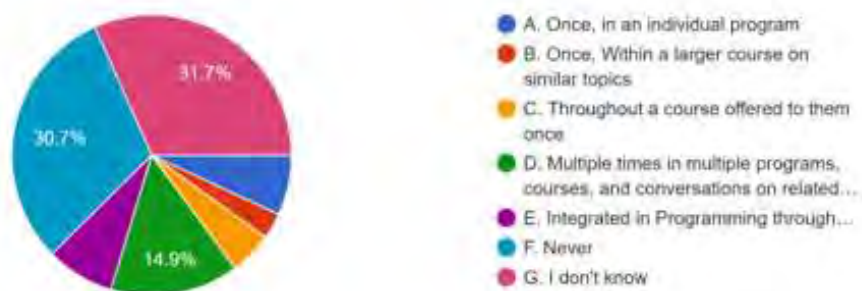 31.7%
30.7%
14.9%
A. Once, in an individual program
B. Once, Within a larger course on
similar topics
C. Throughout a course offered to them
once
D. Multiple times in multiple programs,
courses, and conversations on related…
E. Integrated in Programming through…
F. Never
G. I don't know